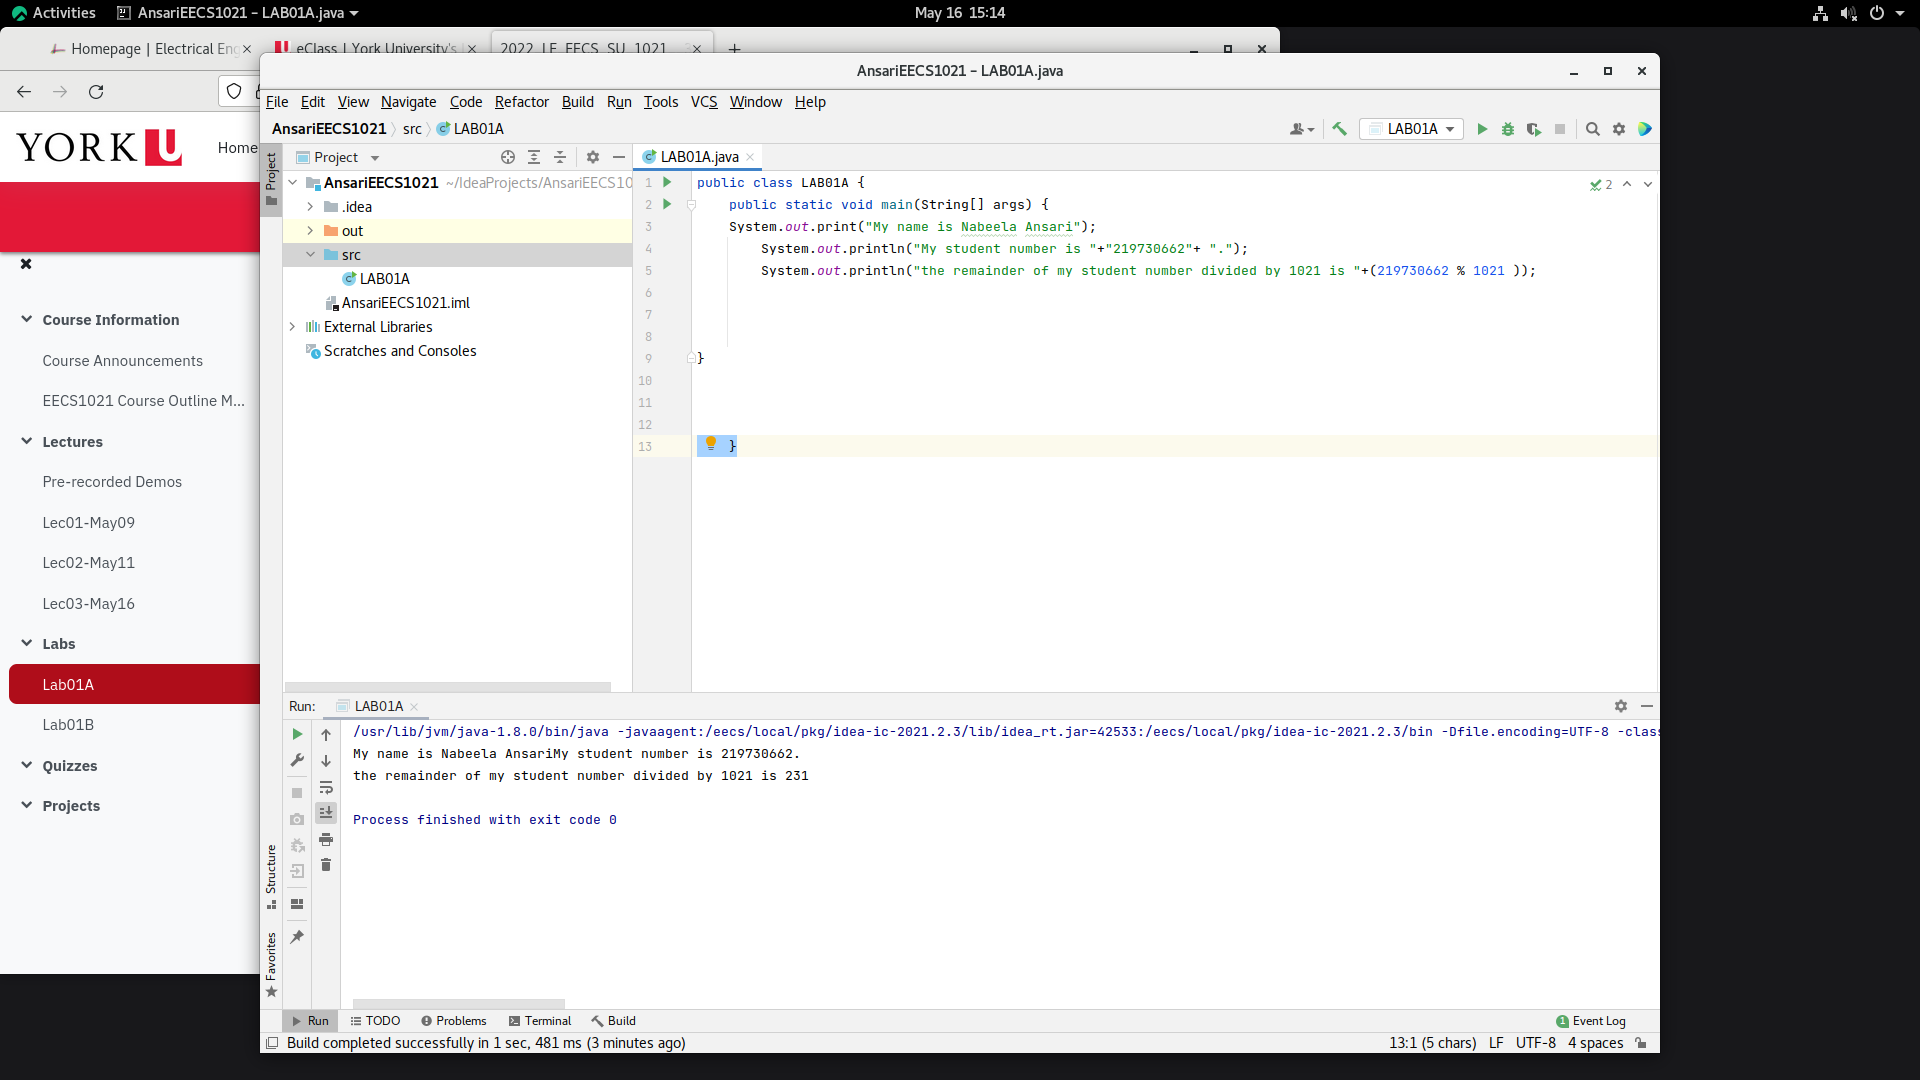 Activities
AnsariEECS1021 – LAB01A.java
May 16 15:14
Homepage | Electrical Eng
eClass | York University's
2022_LE_EECS_SU_1021_
AnsariEECS1021 – LAB01A.java
File Edit View Navigate Code Refactor Build Run Tools VCS Window Help
AnsariEECS1021 src LAB01A
LAB01A
YORK U
Home
Project
Project
AnsariEECS1021 ~/IdeaProjects/AnsariEECS10
.idea
out
src
LAB01A
AnsariEECS1021.iml
External Libraries
Scratches and Consoles
LAB01A.java
2
1 public class LAB01A {
2 public static void main(String[] args) {
3 System.out.print("My name is Nabeela Ansari");
4 System.out.println("My student number is "+"219730662"+ ".");
5 System.out.println("the remainder of my student number divided by 1021 is "+(219730662 % 1021 ));
6
7
8
9 }
10
11
12
13 }
Course Information
Course Announcements
EECS1021 Course Outline M...
Lectures
Pre-recorded Demos
Lec01-May09
Lec02-May11
Lec03-May16
Labs
Lab01A
Lab01B
Quizzes
Projects
Structure
Favorites
Run: LAB01A
/usr/lib/jvm/java-1.8.0/bin/java -javaagent:/eecs/local/pkg/idea-ic-2021.2.3/lib/idea_rt.jar=42533:/eecs/local/pkg/idea-ic-2021.2.3/bin -Dfile.encoding=UTF-8 -class
My name is Nabeela AnsariMy student number is 219730662.
the remainder of my student number divided by 1021 is 231
Process finished with exit code 0
Run TODO Problems Terminal Build
1 Event Log
Build completed successfully in 1 sec, 481 ms (3 minutes ago)
13:1 (5 chars) LF UTF-8 4 spaces